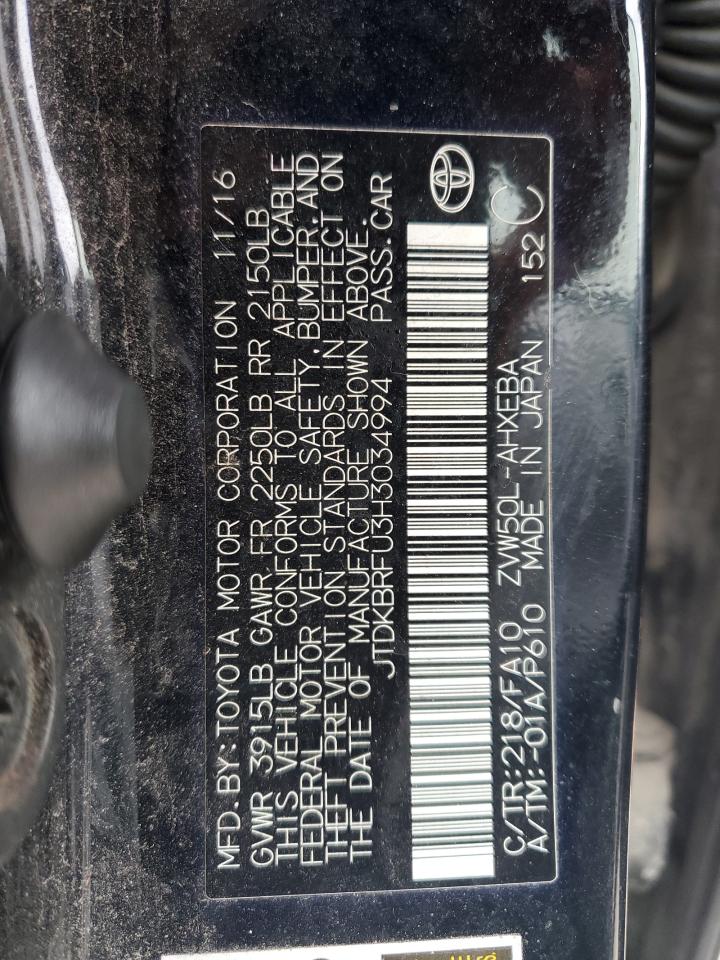 MFD.BY:TOYOTA MOTOR CORPORATION 11/16
GVWR 3915LB GAWR FR 2250LB RR 2150LB
THIS VEHICLE CONFORMS TO ALL APPLICABLE
FEDERAL MOTOR VEHICLE SAFETY,BUMPER,AND
THEFT PREVENTION STANDARDS IN EFFECT ON
THE DATE OF MANUFACTURE SHOWN ABOVE.
JTDKBRFU3H3034994 PASS.CAR
C/TR:218/FA10 ZVW50L-AHXEBA
A/TM:-01A/P610 MADE IN JAPAN 152 C